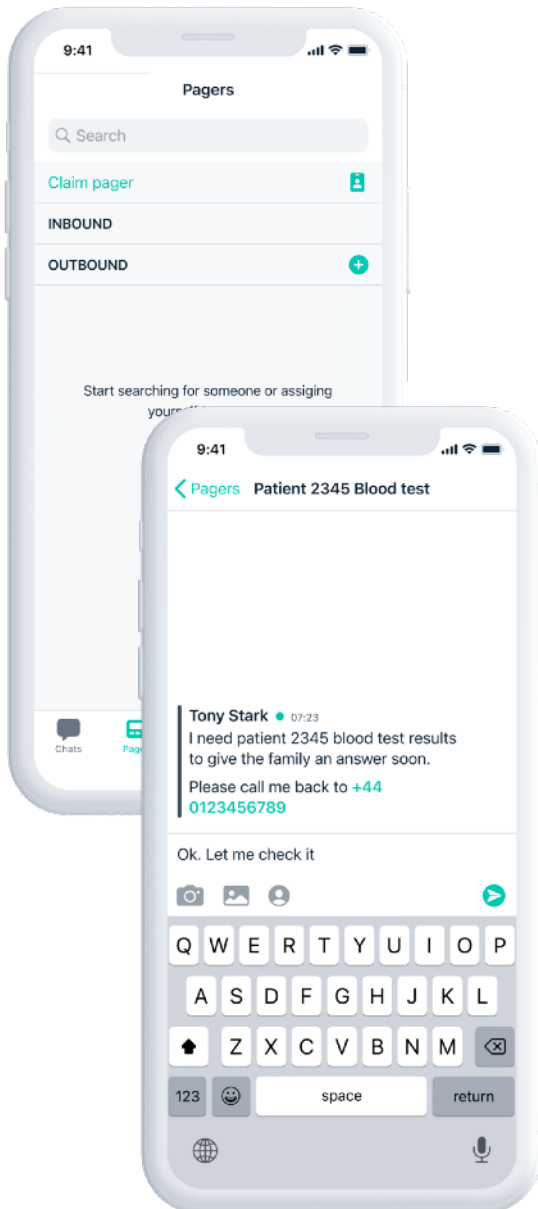 9:41
Pagers
Search
Claim pager
INBOUND
OUTBOUND
Start searching for someone or assiging
Chats
9:41
Pagers Patient 2345 Blood test
Tony Stark 07:23
I need patient 2345 blood test results
to give the family an answer soon.
Please call me back to +44
0123456789
Ok. Let me check it
Q W E R T Y U I O P
A S D F G H J K L
Z X C V B N M
123 space return